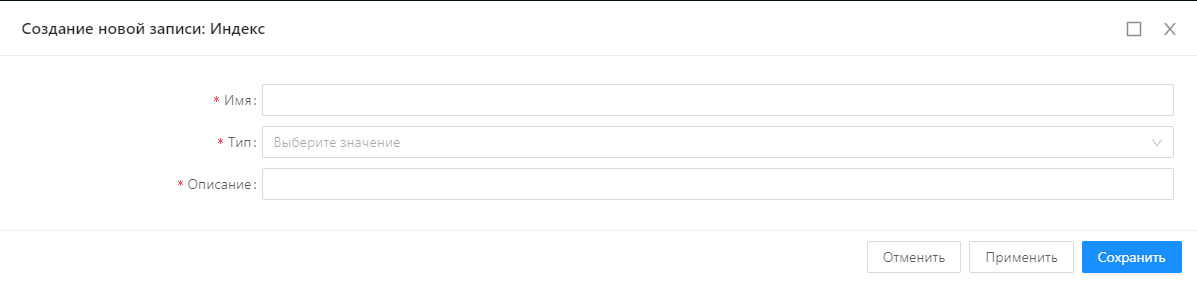 Создание новой записи: Индекс
* Имя:
* Тип: Выберите значение
* Описание:
Отменить Применить Сохранить